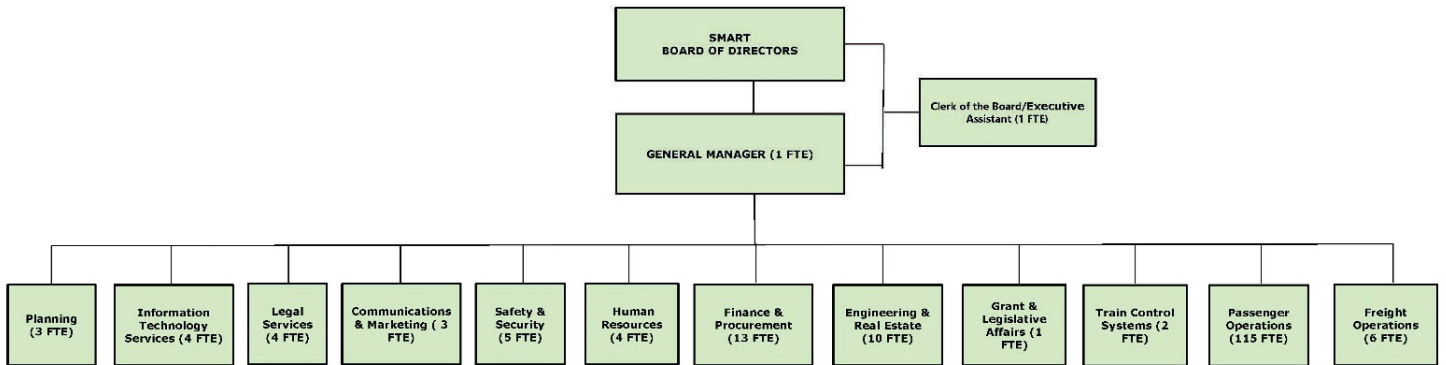 SMART
BOARD OF DIRECTORS
Clerk of the Board/Executive
Assistant (1 FTE)
GENERAL MANAGER (1 FTE)
Planning
(3 FTE)
Information
Technology
Services (4 FTE)
Legal
Services
(4 FTE)
Communications
& Marketing ( 3
FTE)
Safety &
Security
(5 FTE)
Human
Resources
(4 FTE)
Finance &
Procurement
(13 FTE)
Engineering &
Real Estate
(10 FTE)
Grant &
Legislative
Affairs (1
FTE)
Train Control
Systems (2
FTE)
Passenger
Operations
(115 FTE)
Freight
Operations
(6 FTE)